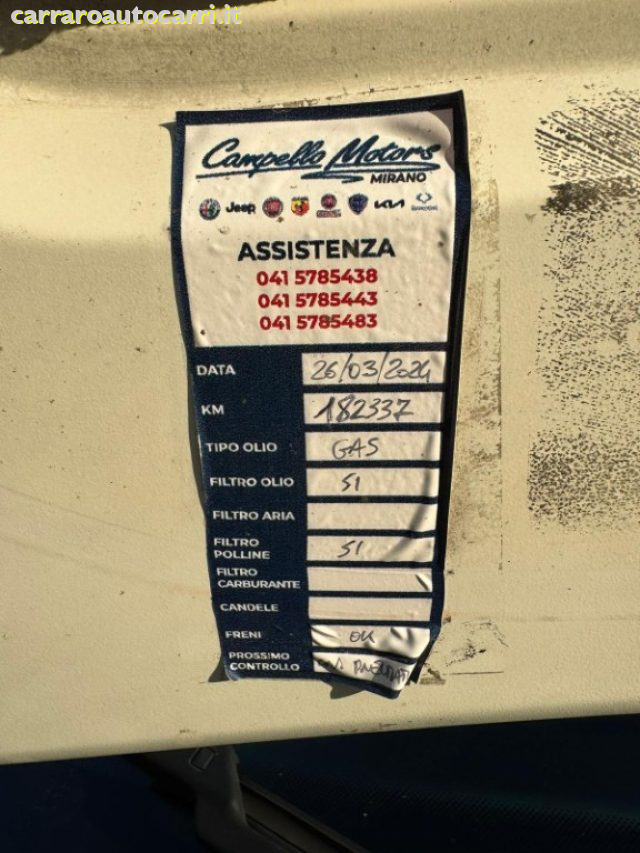 carraroautocarri.it
Campello Motors
MIRANO
Jeep KIA
ASSISTENZA
041 5785438
041 5785443
041 5785483
DATA 26/03/2024
KM 182337
TIPO OLIO GAS
FILTRO OLIO SI
FILTRO ARIA
FILTRO POLLINE SI
FILTRO CARBURANTE
CANDELE
FRENI OK
PROSSIMO
CONTROLLO